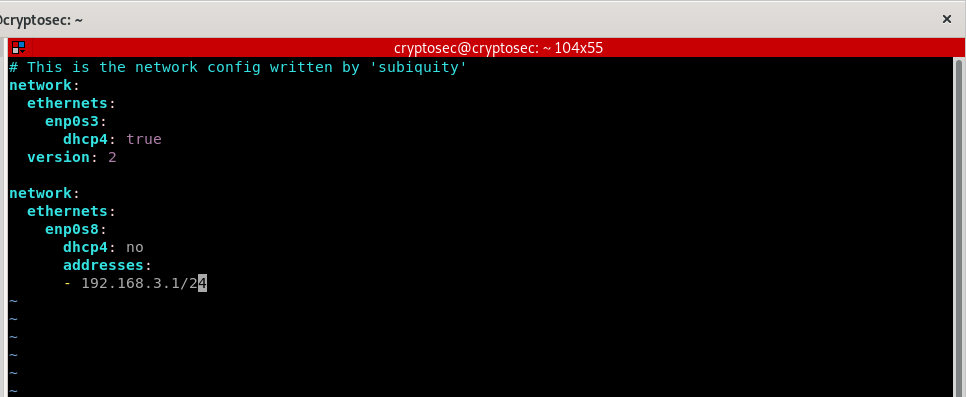 cryptosec: ~
cryptosec@cryptosec: ~ 104x55
# This is the network config written by 'subiquity'
network:
  ethernets:
    enp0s3:
      dhcp4: true
  version: 2

network:
  ethernets:
    enp0s8:
      dhcp4: no
      addresses:
      - 192.168.3.1/24
~
~
~
~
~
~